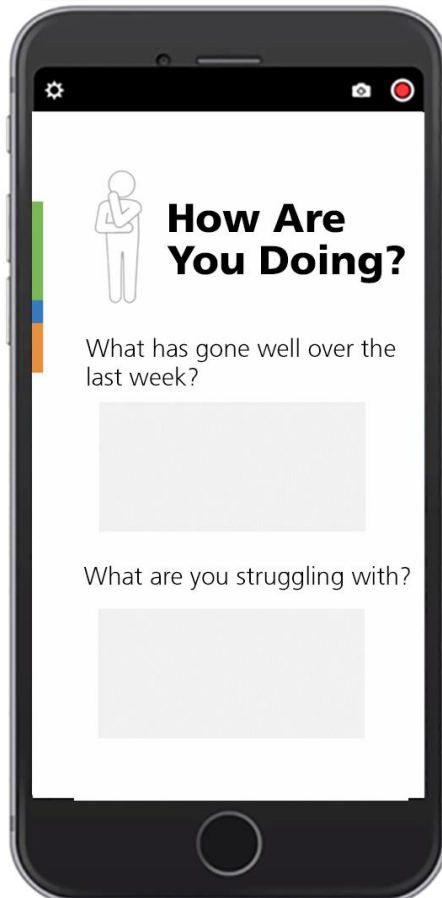 How Are
You Doing?
What has gone well over the
last week?
What are you struggling with?